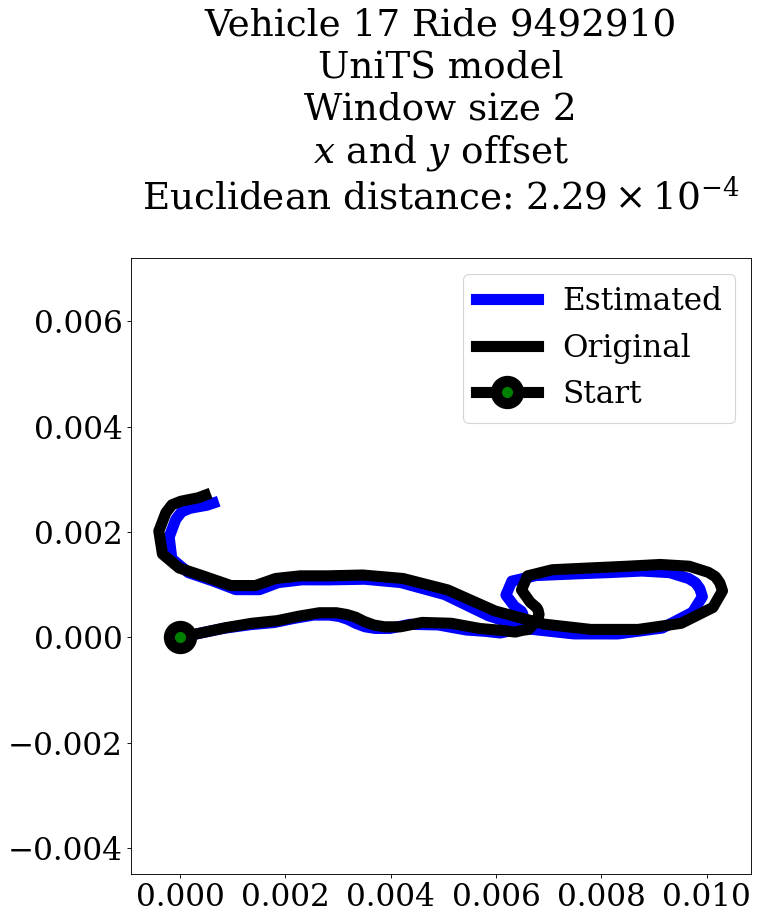 Vehicle 17 Ride 9492910
UniTS model
Window size 2
x and y offset
Euclidean distance: 2.29 × 10⁻⁴
Estimated
Original
Start
0.006
0.004
0.002
0.000
−0.002
−0.004
0.000 0.002 0.004 0.006 0.008 0.010